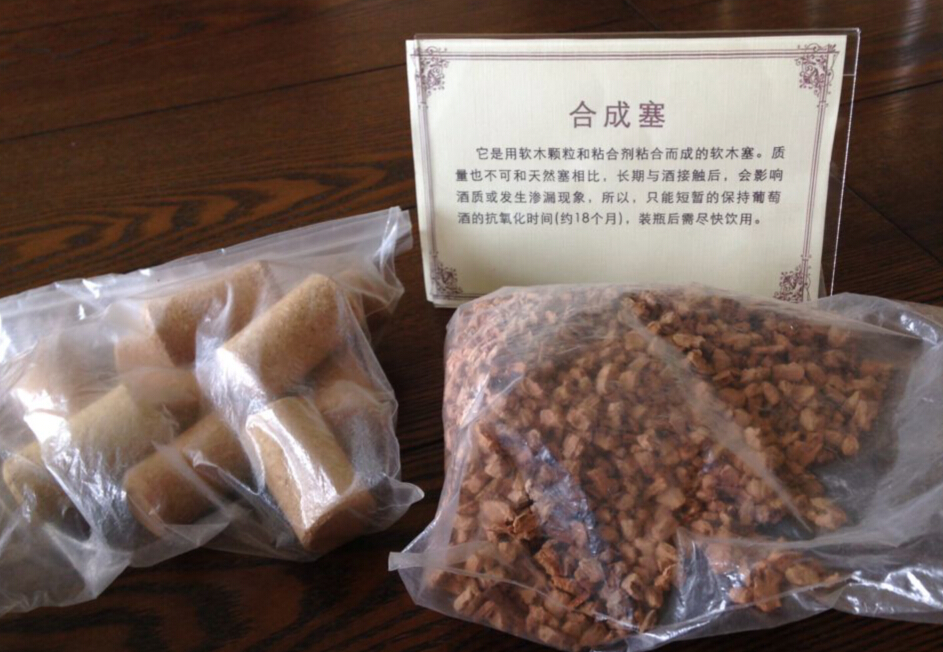 合成塞
它是用软木颗粒和粘合剂粘合而成的软木塞。质
量也不可和天然塞相比，长期与酒接触后，会影响
酒质或发生渗漏现象，所以，只能短暂的保持葡萄
酒的抗氧化时间(约18个月)，装瓶后需尽快饮用。